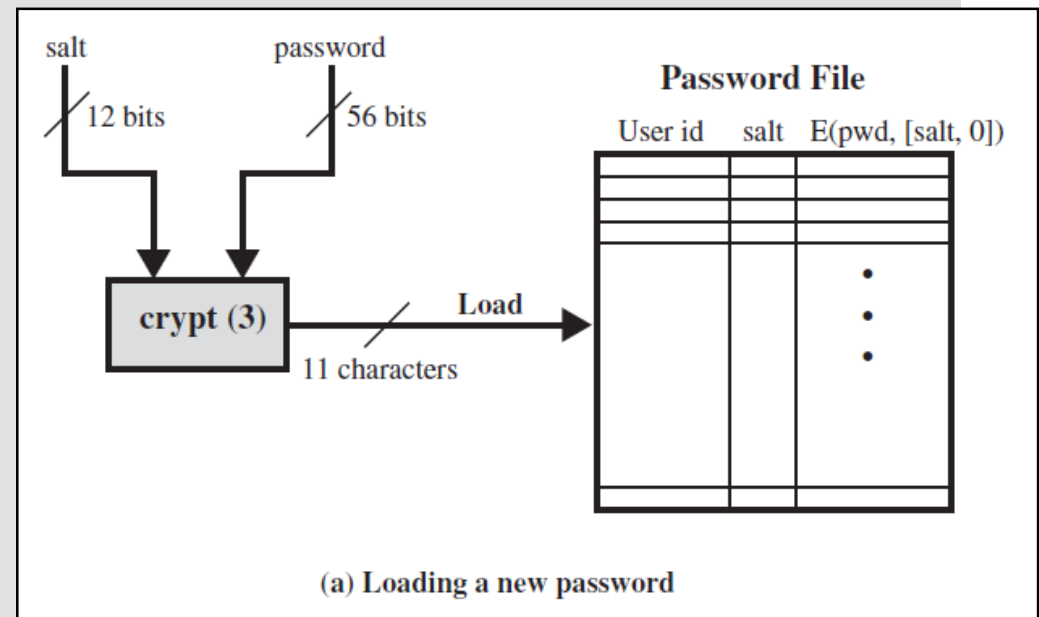 salt
password
12 bits
56 bits
Password File
User id salt E(pwd, [salt, 0])
crypt (3)
Load
11 characters
(a) Loading a new password